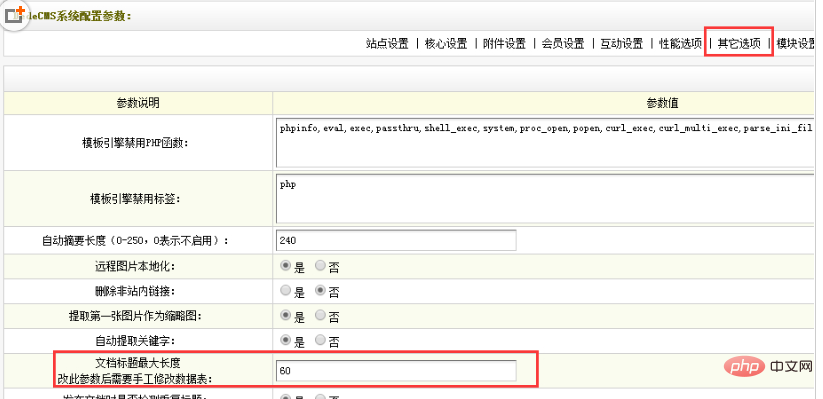 deCMS系统配置参数：
站点设置 | 核心设置 | 附件设置 | 会员设置 | 互动设置 | 性能选项 | 其它选项 | 模块设置
参数说明 参数值
模板引擎禁用PHP函数： phpinfo,eval,exec,passthru,shell_exec,system,proc_open,popen,curl_exec,curl_multi_exec,parse_ini_fil
模板引擎禁用标签： php
自动摘要长度（0-250，0表示不启用）： 240
远程图片本地化： 是 否
删除非站内链接： 是 否
提取第一张图片作为缩略图： 是 否
自动提取关键字： 是 否
文档标题最大长度
改此参数后需要手工修改数据表： 60
php 中文网